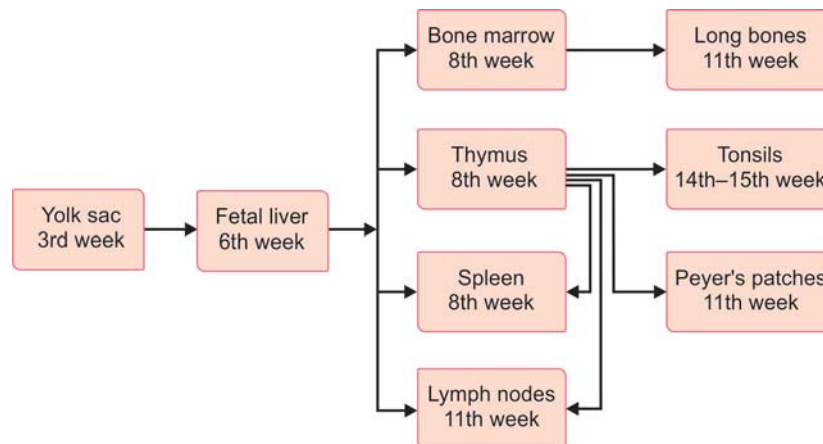 Yolk sac
3rd week
Fetal liver
6th week
Bone marrow
8th week
Long bones
11th week
Thymus
8th week
Tonsils
14th–15th week
Spleen
8th week
Peyer's patches
11th week
Lymph nodes
11th week